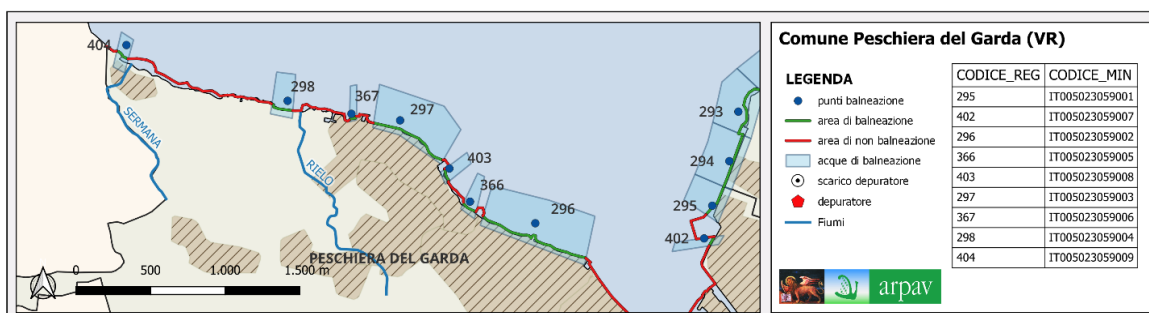 404
298
367
297
403
366
296
293
294
295
402
SERMANA
RIELO
PESCHIERA DEL GARDA
0 500 1.000 1.500 m
Comune Peschiera del Garda (VR)
LEGENDA
punti balneazione
area di balneazione
area di non balneazione
acque di balneazione
scarico depuratore
depuratore
Fiumi
CODICE_REG CODICE_MIN
295 IT005023059001
402 IT005023059007
296 IT005023059002
366 IT005023059005
403 IT005023059008
297 IT005023059003
367 IT005023059006
298 IT005023059004
404 IT005023059009
arpav